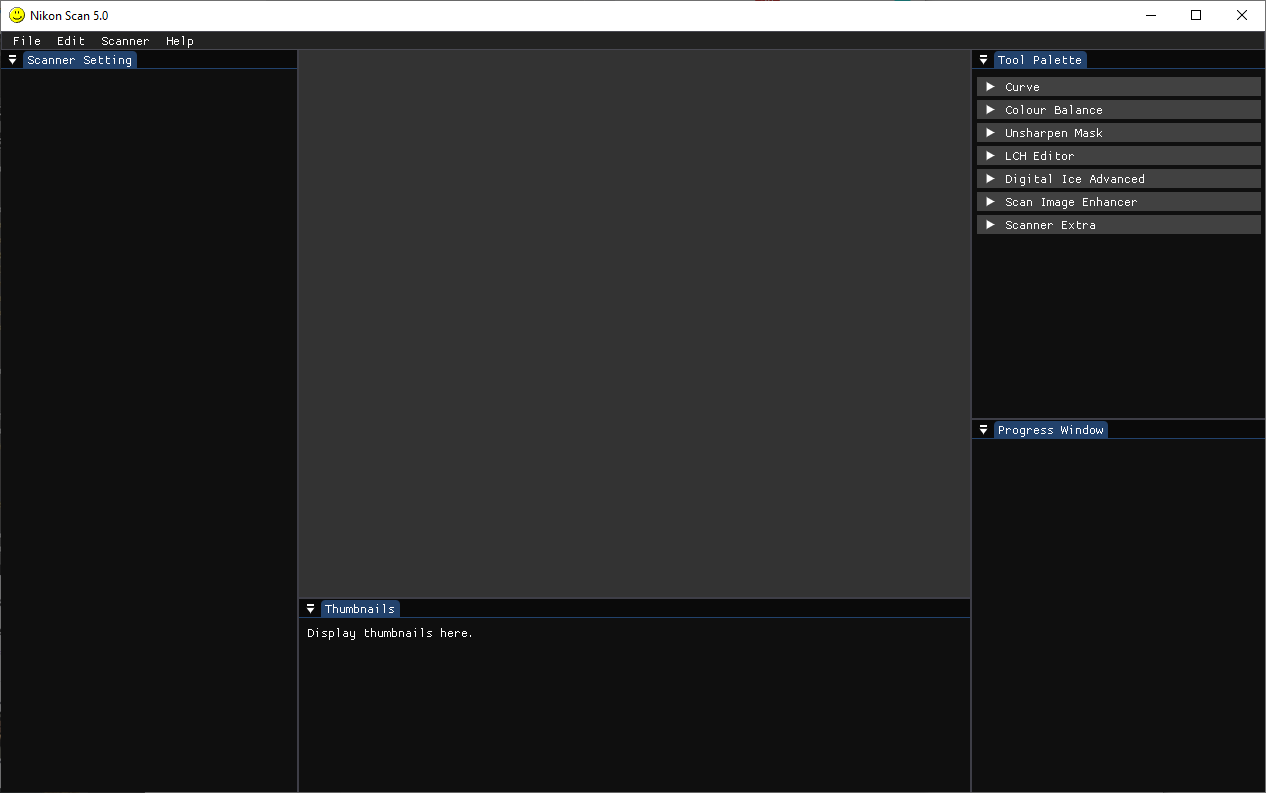 Nikon Scan 5.0
File Edit Scanner Help
Scanner Setting
Tool Palette
Curve
Colour Balance
Unsharpen Mask
LCH Editor
Digital Ice Advanced
Scan Image Enhancer
Scanner Extra
Progress Window
Thumbnails
Display thumbnails here.